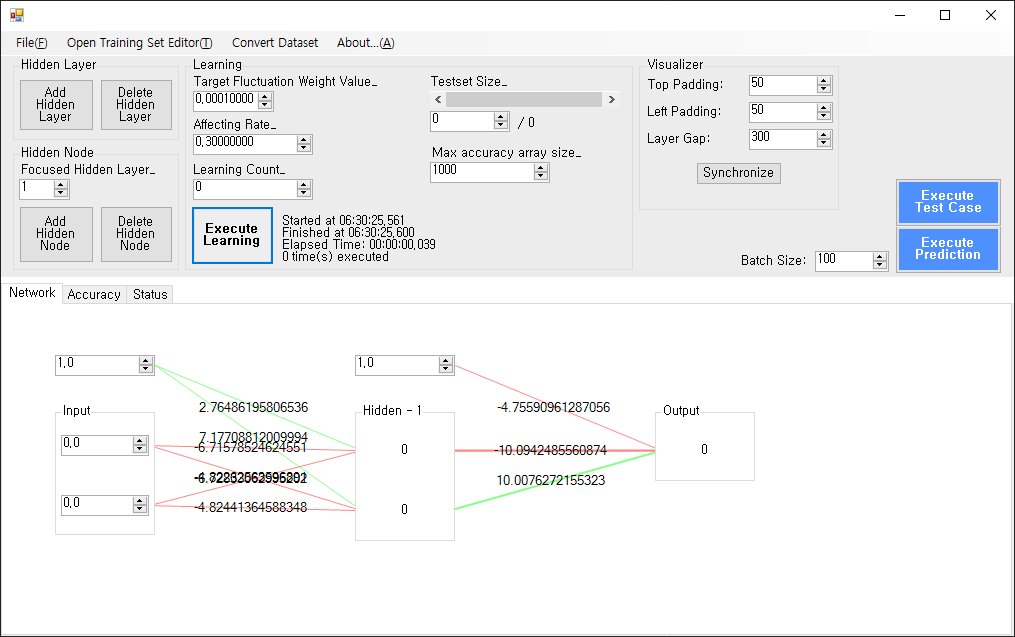 File(F) Open Training Set Editor(T) Convert Dataset About...(A)
Hidden Layer
Add
Hidden
Layer
Delete
Hidden
Layer
Hidden Node
Focused Hidden Layer_
1
Add
Hidden
Node
Delete
Hidden
Node
Learning
Target Fluctuation Weight Value_
0,00010000
Affecting Rate_
0,30000000
Learning Count_
0
Execute
Learning
Started at 06:30:25,561
Finished at 06:30:25,600
Elapsed Time: 00:00:00,039
0 time(s) executed
Testset Size_
0 / 0
Max accuracy array size_
1000
Visualizer
Top Padding: 50
Left Padding: 50
Layer Gap: 300
Synchronize
Batch Size: 100
Execute
Test Case
Execute
Prediction
Network Accuracy Status
1,0
Input
0,0
0,0
2.76486195806536
7.17708812009994
-6.71578524624551
-4.82441364588348
1,0
Hidden - 1
0
0
-4.75590961287056
-10.0942485560874
10.0076272155323
Output
0